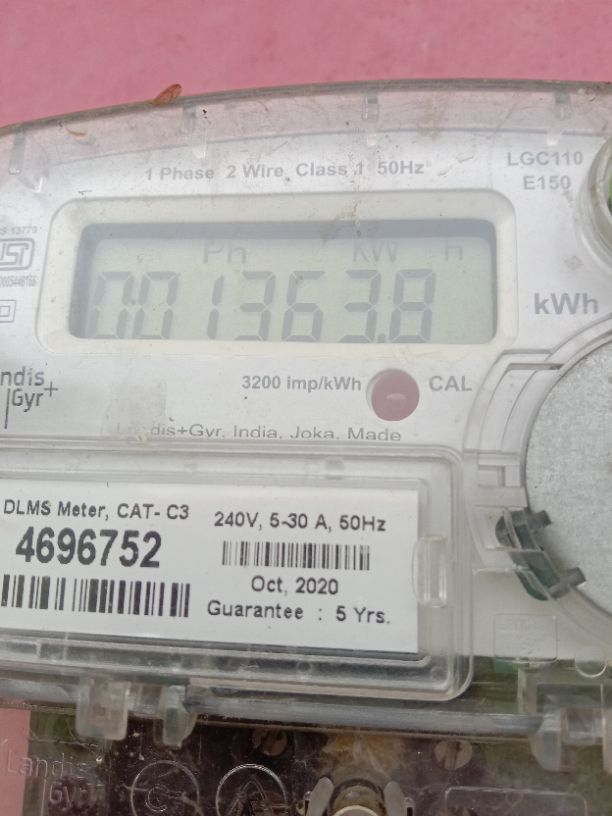 1 Phase 2 Wire Class 1 50Hz
LGC110
E150
Ph KW h
001363.8
kWh
3200 imp/kWh
CAL
Gyr+
Landis+Gyr, India, Joka, Made
DLMS Meter, CAT- C3
4696752
240V, 5-30 A, 50Hz
Oct, 2020
Guarantee : 5 Yrs.
Landis
Gyr